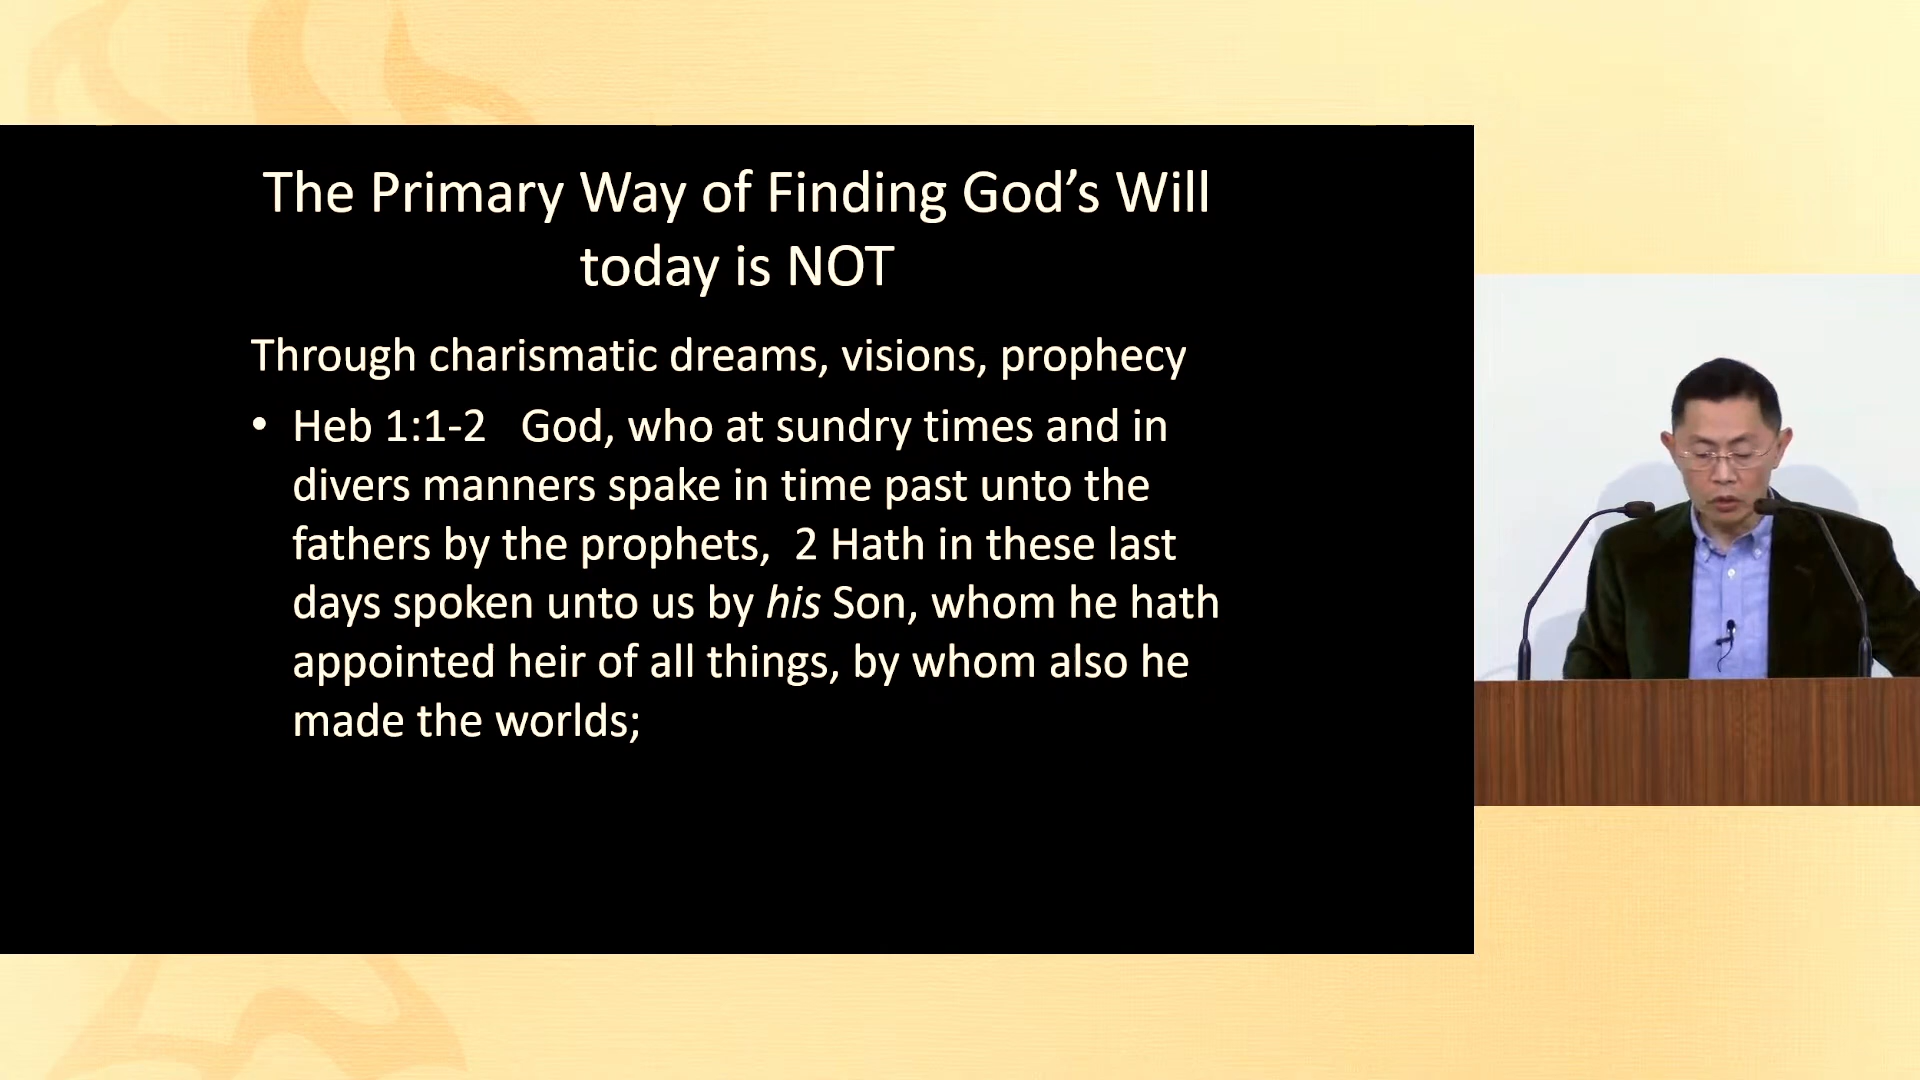 The Primary Way of Finding God’s Will
today is NOT
Through charismatic dreams, visions, prophecy
• Heb 1:1-2 God, who at sundry times and in
divers manners spake in time past unto the
fathers by the prophets, 2 Hath in these last
days spoken unto us by his Son, whom he hath
appointed heir of all things, by whom also he
made the worlds;